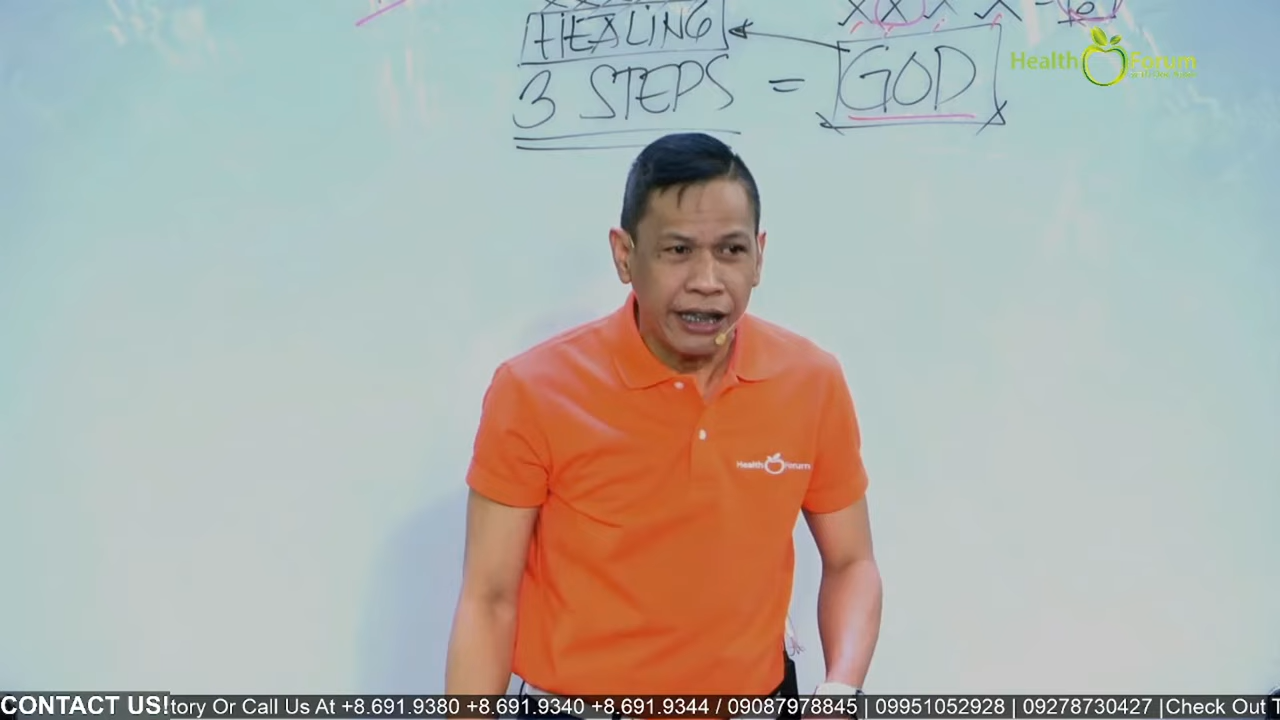 HEALING
Health Forum
3 STEPS = GOD
Health Forum
CONTACT US!
tory Or Call Us At +8.691.9380 +8.691.9340 +8.691.9344 / 09087978845 | 09951052928 | 09278730427 |Check Out T